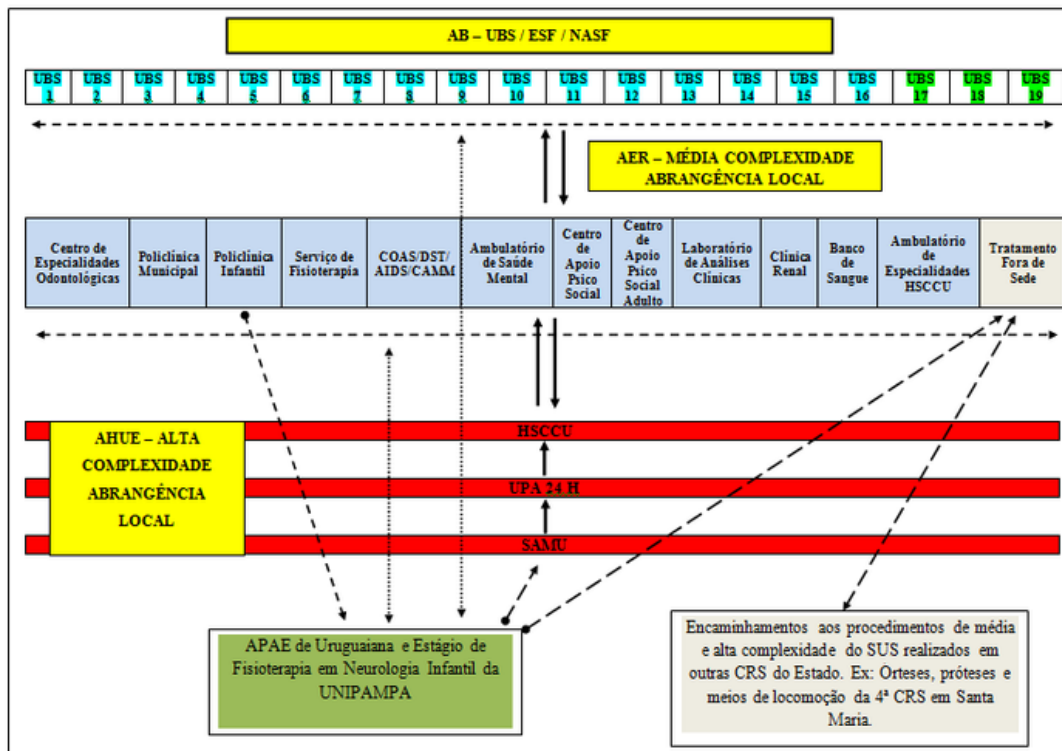 AB – UBS / ESF / NASF
UBS UBS UBS UBS UBS UBS UBS UBS UBS UBS UBS UBS UBS UBS UBS UBS UBS UBS UBS
1 2 3 4 5 6 7 8 9 10 11 12 13 14 15 16 17 18 19
AER – MÉDIA COMPLEXIDADE
ABRANGÊNCIA LOCAL
Centro de
Especialidades
Odontológicas
Policlínica
Municipal
Policlínica
Infantil
Serviço de
Fisioterapia
COAS/DST/
AIDS/CAMM
Ambulatório
de Saúde
Mental
Centro de
Apoio
Psico
Social
Centro de
Apoio
Psico
Social
Adulto
Laboratório
de Análises
Clínicas
Clínica
Renal
Banco
de
Sangue
Ambulatório
de
Especialidades
HSCCU
Tratamento
Fora de
Sede
AHUE – ALTA
COMPLEXIDADE
ABRANGÊNCIA
LOCAL
HSCCU
UPA 24 H
SAMU
APAE de Uruguaiana e Estágio de
Fisioterapia em Neurologia Infantil da
UNIPAMPA
Encaminhamentos aos procedimentos de média
e alta complexidade do SUS realizados em
outras CRS do Estado. Ex: Orteses, próteses e
meios de locomoção da 4ª CRS em Santa
Maria.